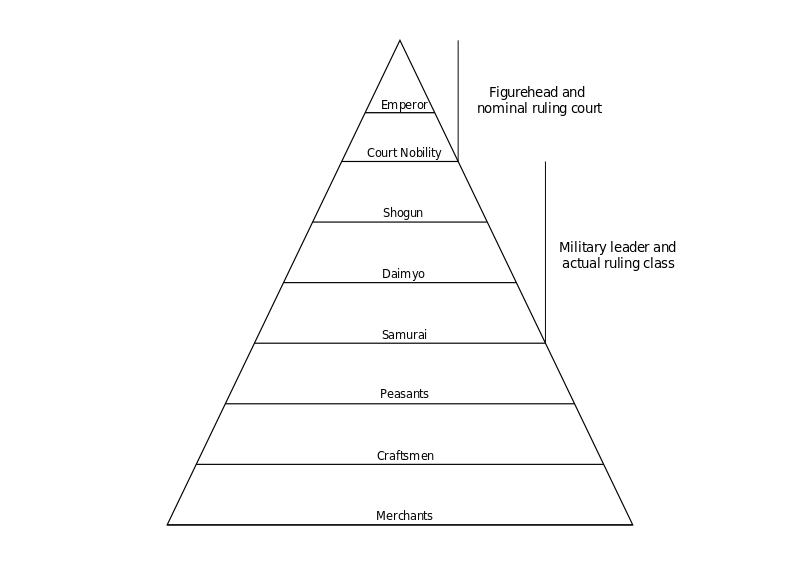 Emperor
Figurehead and
nominal ruling court
Court Nobility
Shogun
Military leader and
actual ruling class
Daimyo
Samurai
Peasants
Craftsmen
Merchants